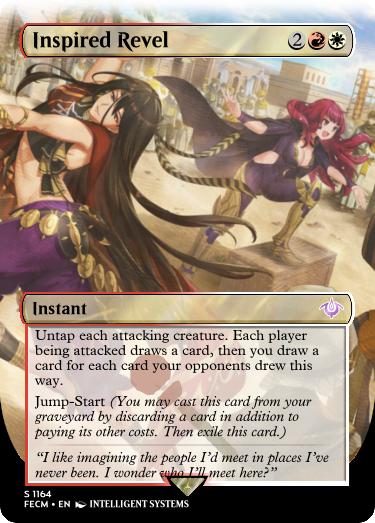 Inspired Revel 2
Instant
Untap each attacking creature. Each player
being attacked draws a card, then you draw a
card for each card your opponents drew this
way.
Jump-Start (You may cast this card from your
graveyard by discarding a card in addition to
paying its other costs. Then exile this card.)
“I like imagining the people I’d meet in places I’ve
never been. I wonder who I’ll meet here?”
S 1164
FECM • EN INTELLIGENT SYSTEMS